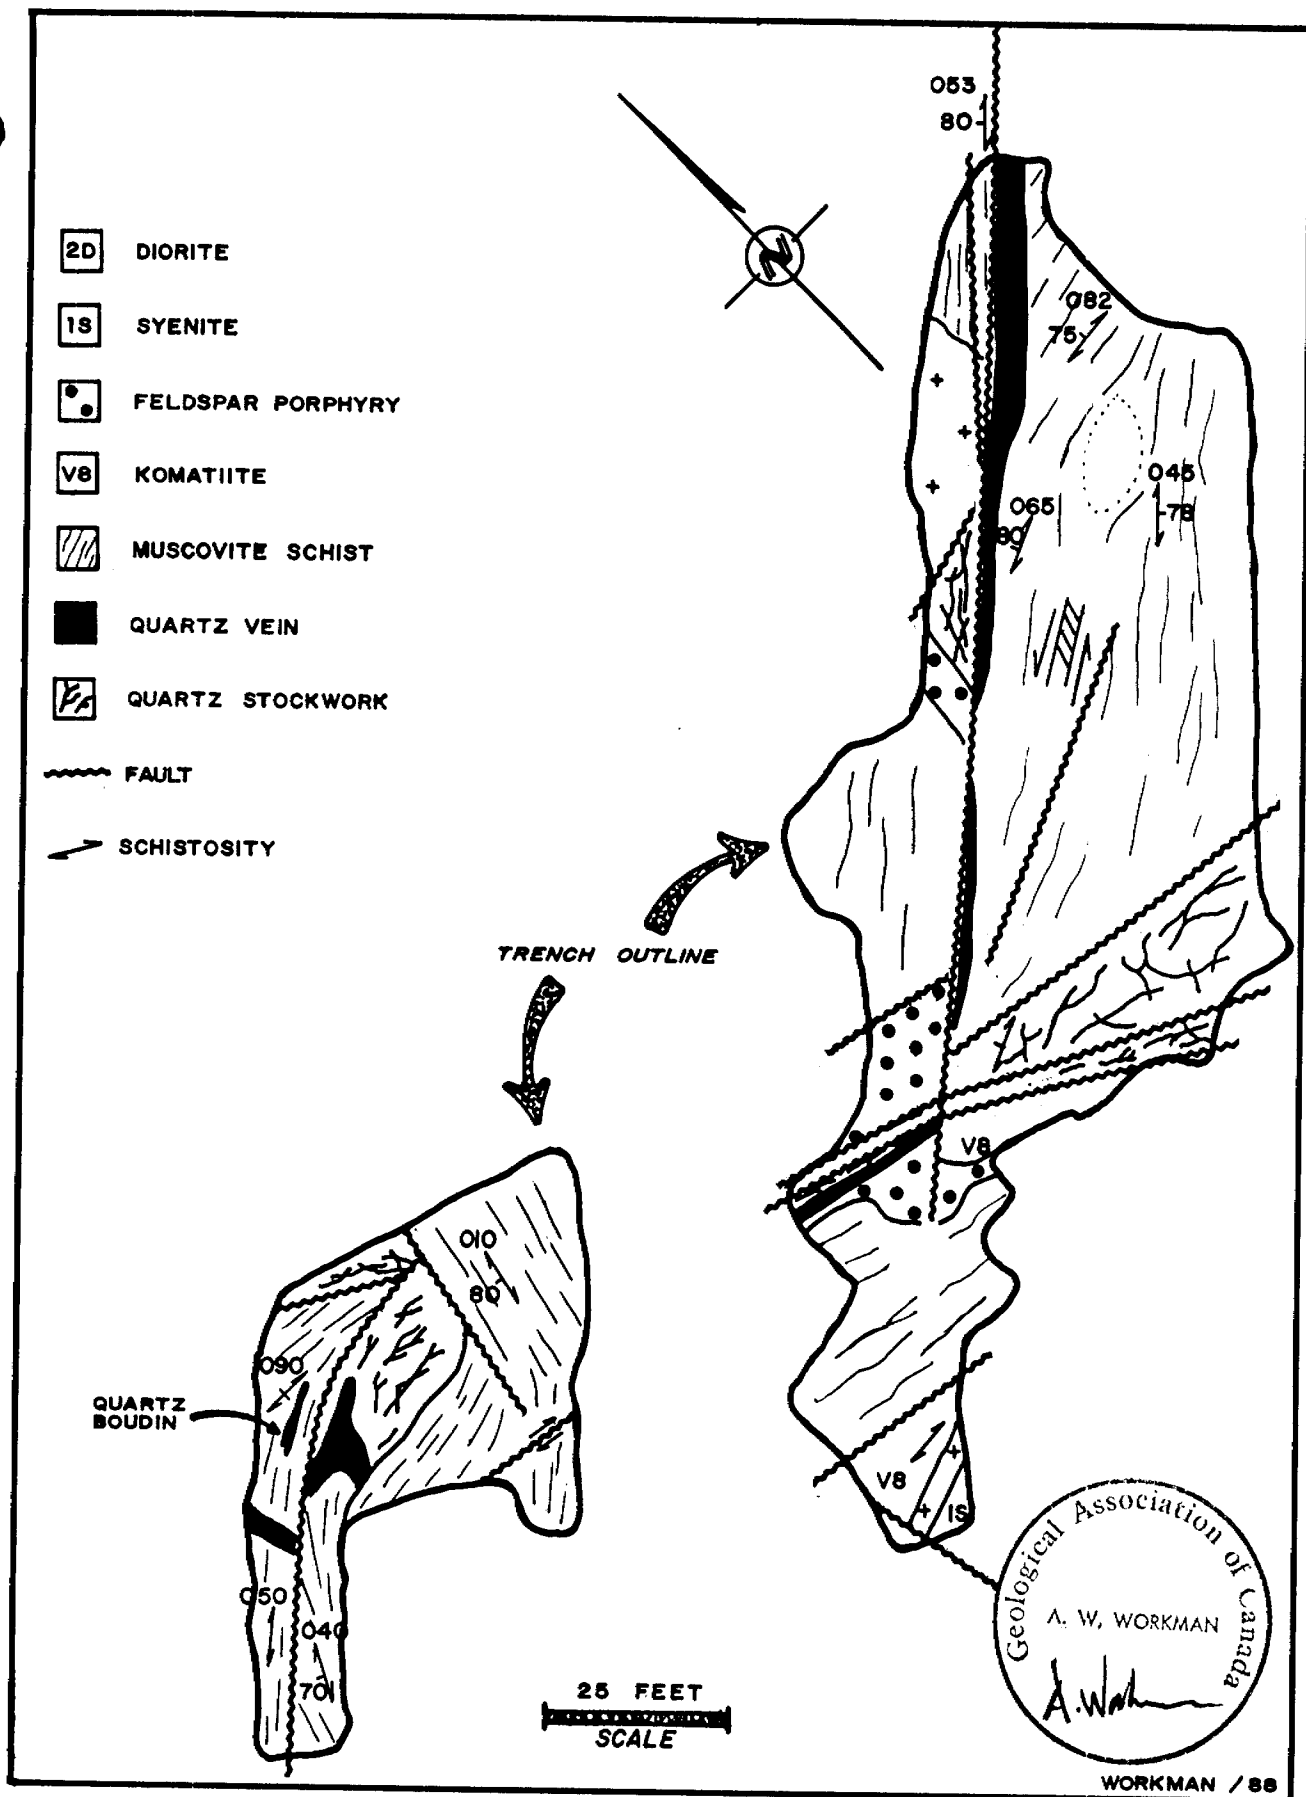 2D DIORITE
1S SYENITE
FELDSPAR PORPHYRY
V8 KOMATIITE
MUSCOVITE SCHIST
QUARTZ VEIN
QUARTZ STOCKWORK
FAULT
SCHISTOSITY
N
053
80
082
75
045
78
065
80
TRENCH OUTLINE
V8
010
80
090
QUARTZ
BOUDIN
050
040
70
V8
1S
25 FEET
SCALE
Geological Association of Canada
A. W. WORKMAN
A. Workman
WORKMAN / 88